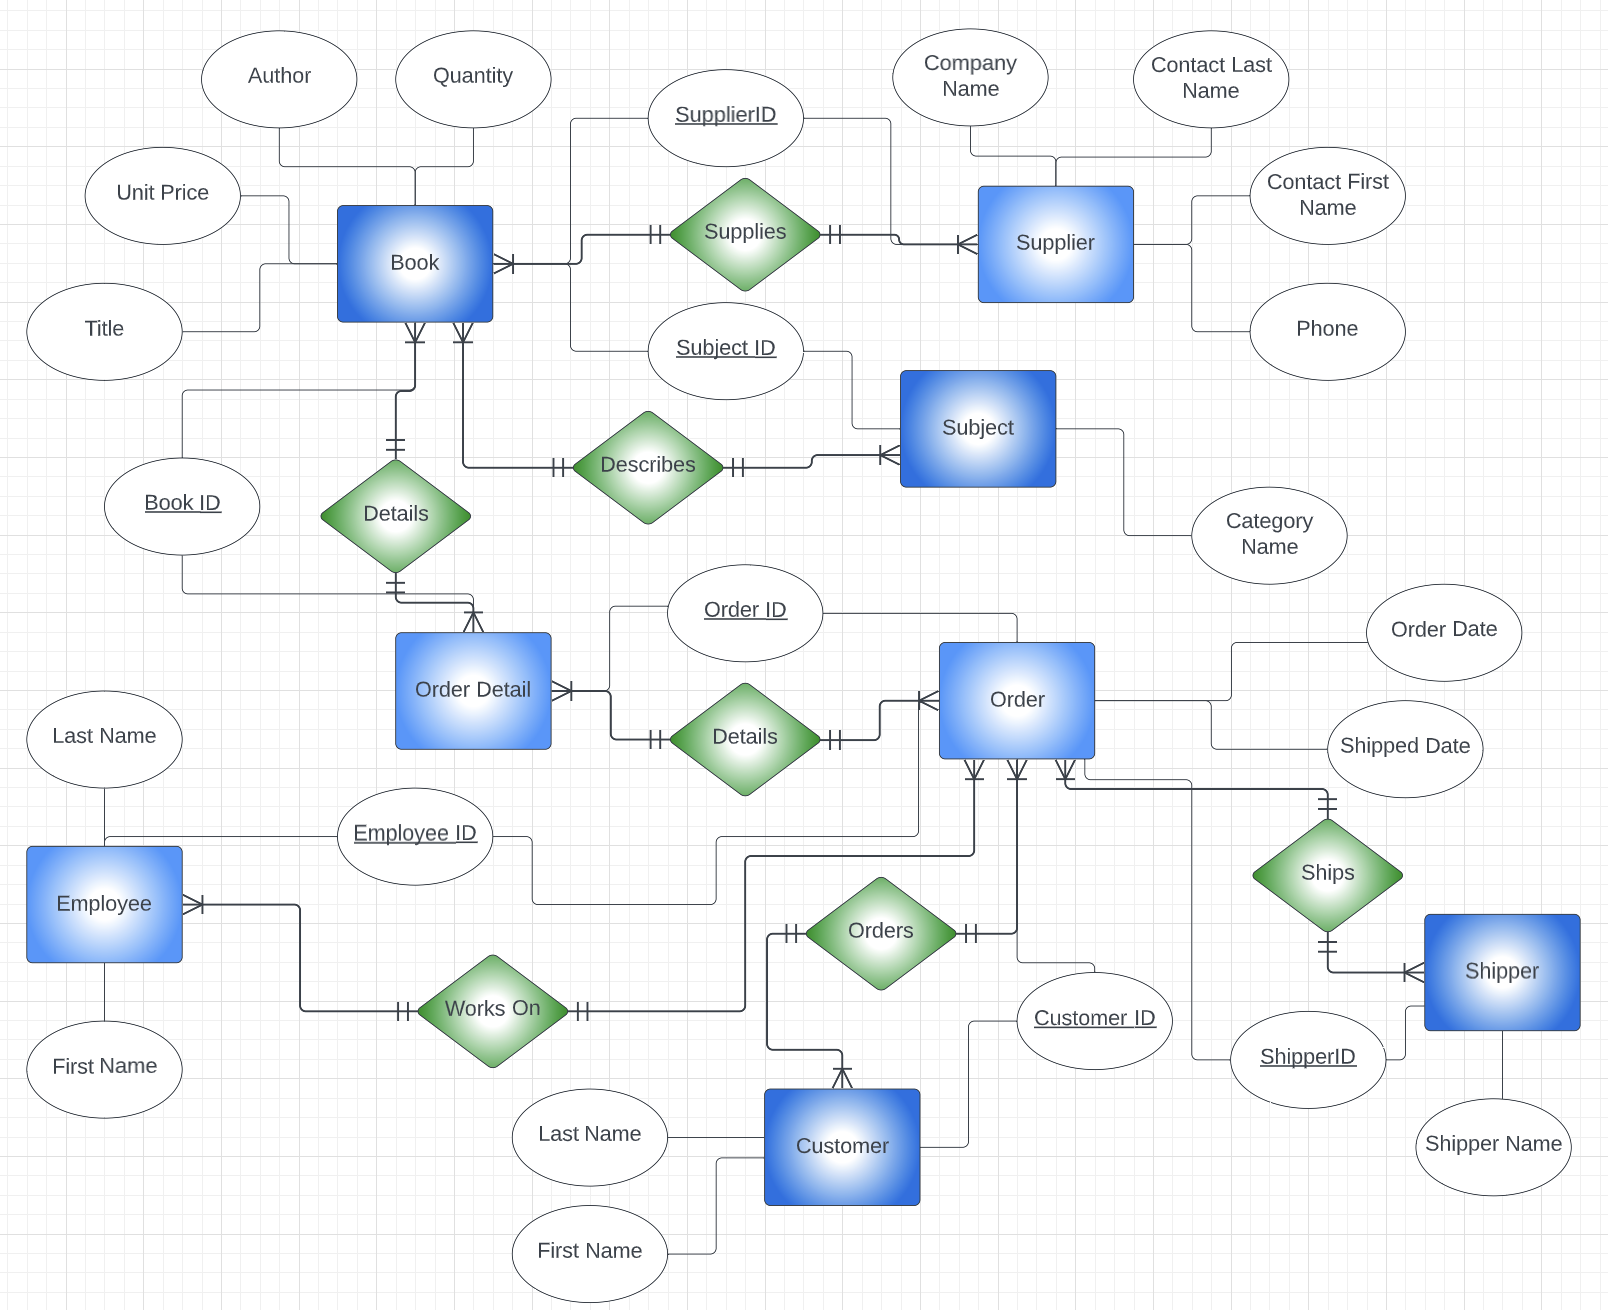 Author
Quantity
SupplierID
Company
Name
Contact Last
Name
Unit Price
Contact First
Name
Book
Supplies
Supplier
Title
Phone
Subject ID
Subject
Describes
Book ID
Details
Category
Name
Order ID
Order Date
Order Detail
Order
Details
Shipped Date
Last Name
Employee ID
Ships
Employee
Orders
Shipper
Works On
Customer ID
ShipperID
First Name
Last Name
Customer
Shipper Name
First Name